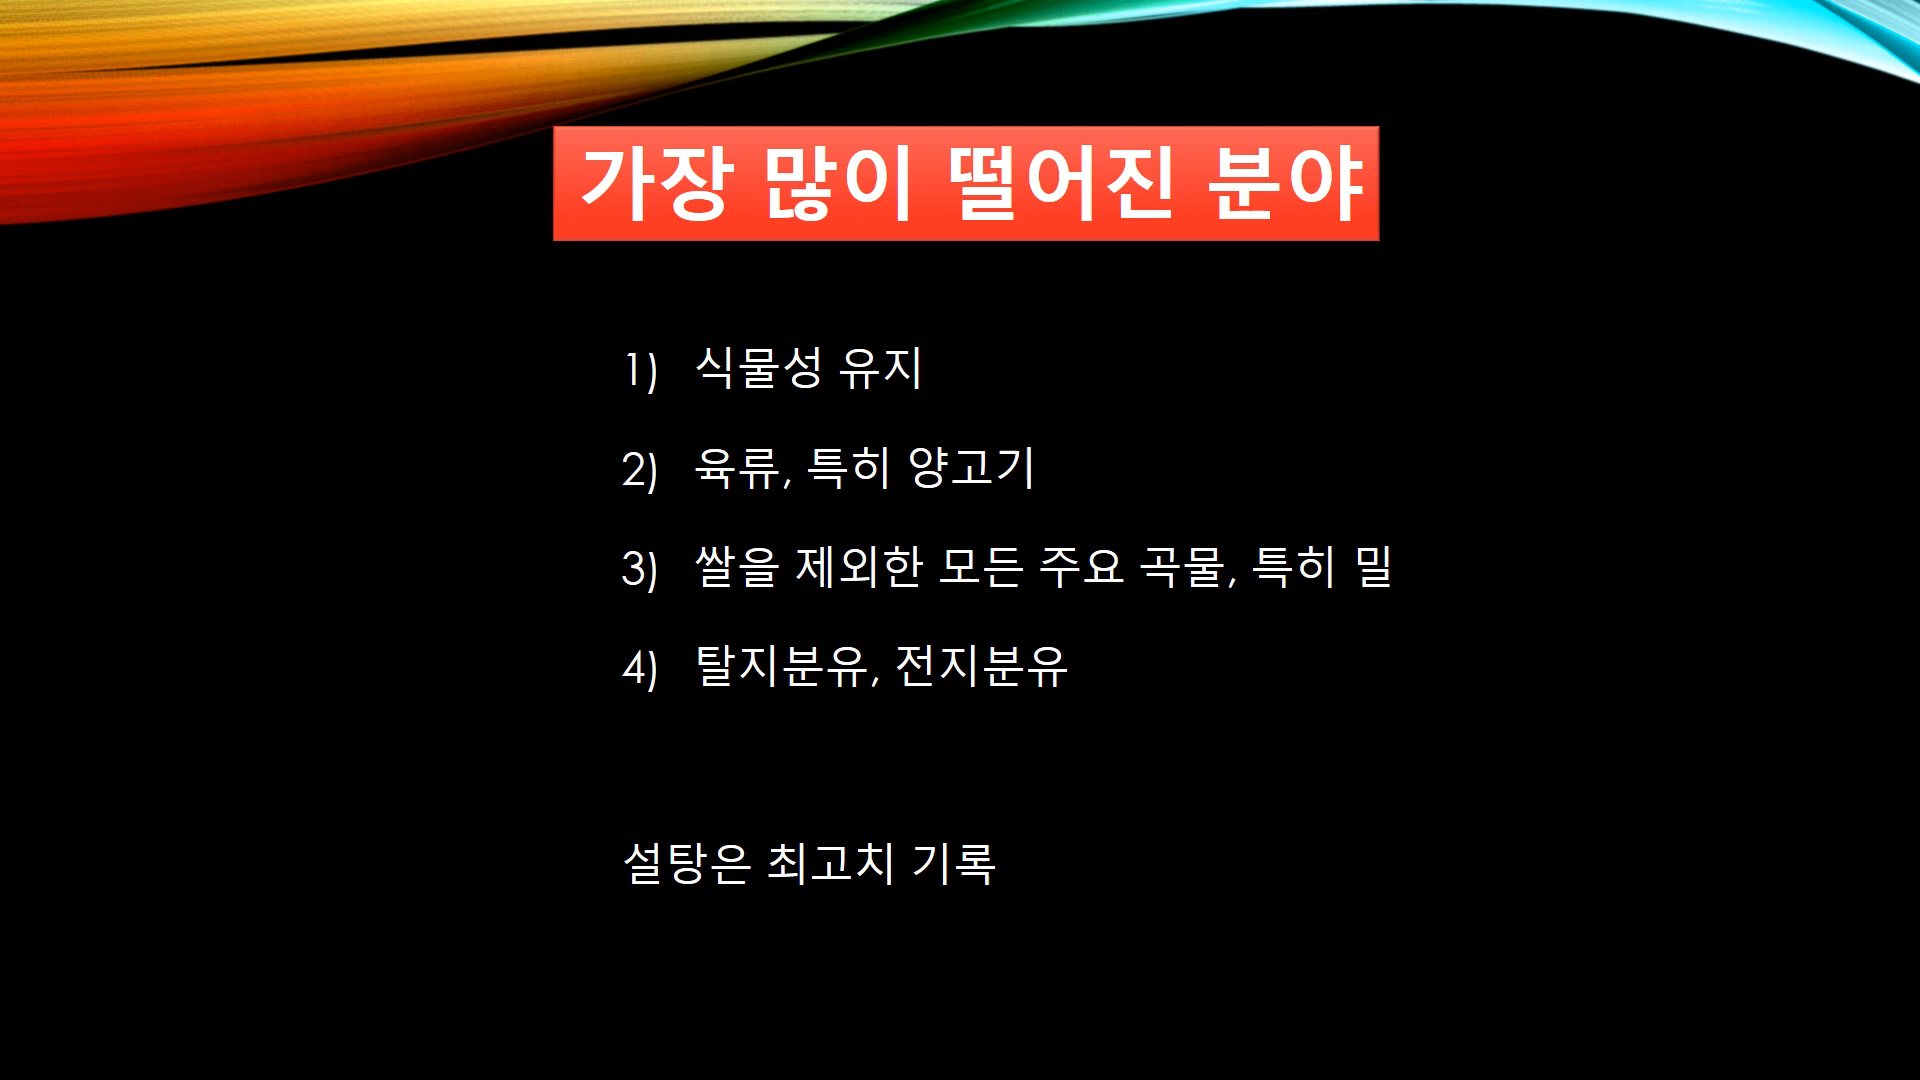 가장 많이 떨어진 분야
1) 식물성 유지
2) 육류, 특히 양고기
3) 쌀을 제외한 모든 주요 곡물, 특히 밀
4) 탈지분유, 전지분유
설탕은 최고치 기록